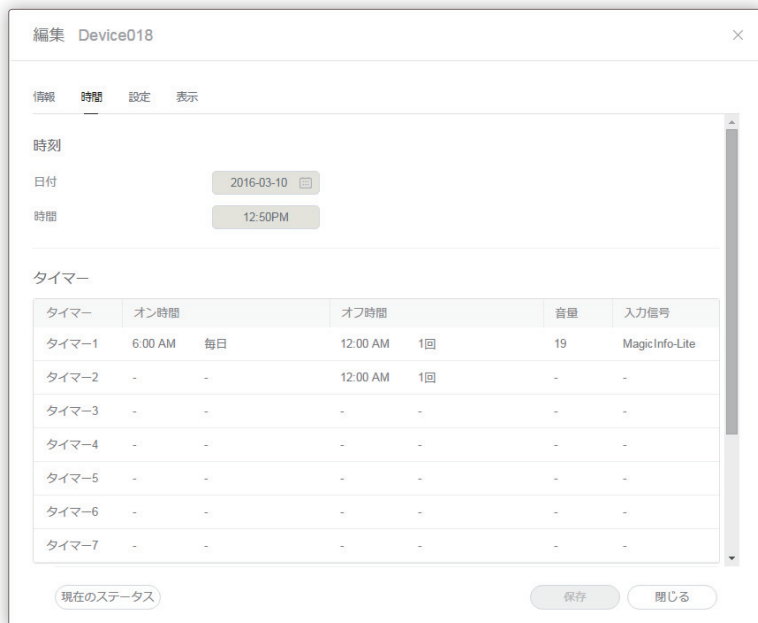 編集 Device018
情報 時間 設定 表示
時刻
日付 2016-03-10
時間 12:50PM
タイマー
タイマー オン時間 オフ時間 音量 入力信号
タイマー1 6:00 AM 毎日 12:00 AM 1回 19 MagicInfo-Lite
タイマー2 - - 12:00 AM 1回 - -
タイマー3 - - - - - -
タイマー4 - - - - - -
タイマー5 - - - - - -
タイマー6 - - - - - -
タイマー7 - - - - - -
現在のステータス 保存 閉じる